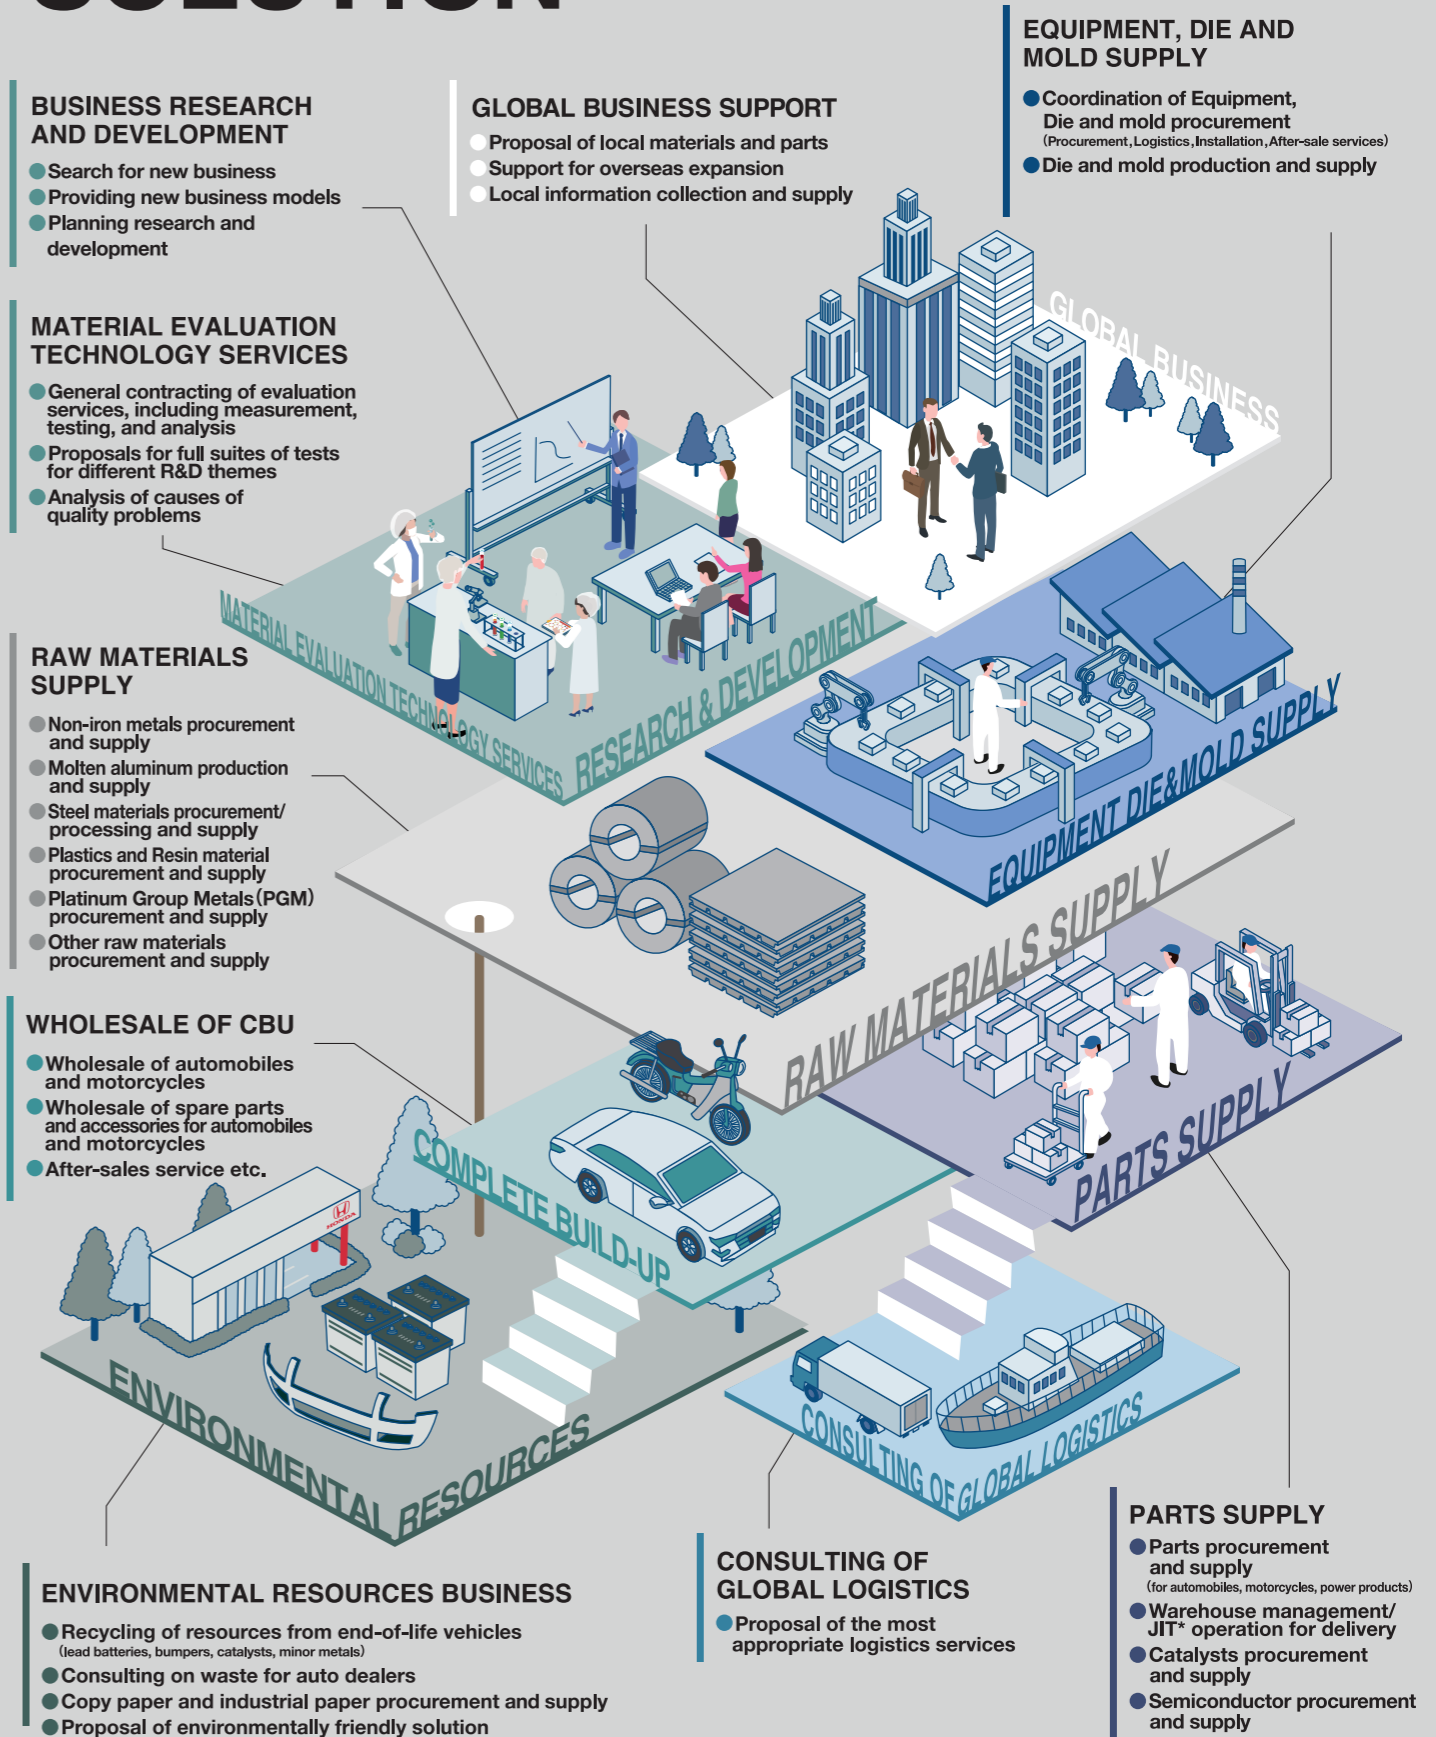 SOLUTION
EQUIPMENT, DIE AND
MOLD SUPPLY
Coordination of Equipment,
Die and mold procurement
(Procurement, Logistics, Installation, After-sale services)
Die and mold production and supply
BUSINESS RESEARCH
AND DEVELOPMENT
Search for new business
Providing new business models
Planning research and
development
GLOBAL BUSINESS SUPPORT
Proposal of local materials and parts
Support for overseas expansion
Local information collection and supply
MATERIAL EVALUATION
TECHNOLOGY SERVICES
General contracting of evaluation
services, including measurement,
testing, and analysis
Proposals for full suites of tests
for different R&D themes
Analysis of causes of
quality problems
GLOBAL BUSINESS
MATERIAL EVALUATION TECHNOLOGY SERVICES
RESEARCH & DEVELOPMENT
EQUIPMENT DIE&MOLD SUPPLY
RAW MATERIALS
SUPPLY
Non-iron metals procurement
and supply
Molten aluminum production
and supply
Steel materials procurement/
processing and supply
Plastics and Resin material
procurement and supply
Platinum Group Metals (PGM)
procurement and supply
Other raw materials
procurement and supply
RAW MATERIALS SUPPLY
WHOLESALE OF CBU
Wholesale of automobiles
and motorcycles
Wholesale of spare parts
and accessories for automobiles
and motorcycles
After-sales service etc.
COMPLETE BUILD-UP
PARTS SUPPLY
HONDA
ENVIRONMENTAL RESOURCES
CONSULTING OF GLOBAL LOGISTICS
ENVIRONMENTAL RESOURCES BUSINESS
Recycling of resources from end-of-life vehicles
(lead batteries, bumpers, catalysts, minor metals)
Consulting on waste for auto dealers
Copy paper and industrial paper procurement and supply
Proposal of environmentally friendly solution
CONSULTING OF
GLOBAL LOGISTICS
Proposal of the most
appropriate logistics services
PARTS SUPPLY
Parts procurement
and supply
(for automobiles, motorcycles, power products)
Warehouse management/
JIT* operation for delivery
Catalysts procurement
and supply
Semiconductor procurement
and supply